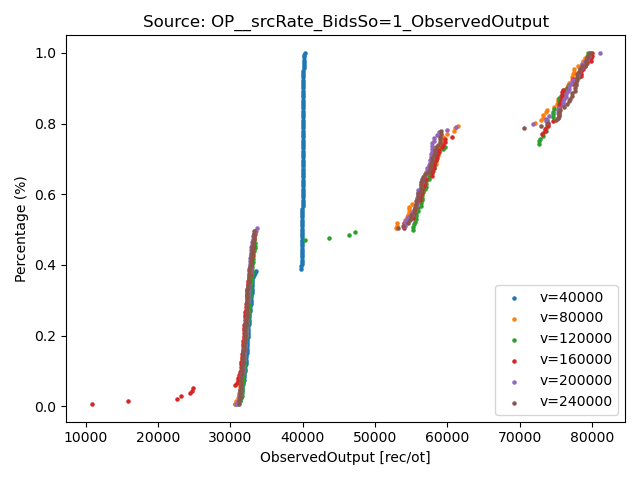 Source: OP__srcRate_BidsSo=1_ObservedOutput
Percentage (%)
1.0
0.8
0.6
0.4
0.2
0.0
v=40000
v=80000
v=120000
v=160000
v=200000
v=240000
10000 20000 30000 40000 50000 60000 70000 80000
ObservedOutput [rec/ot]